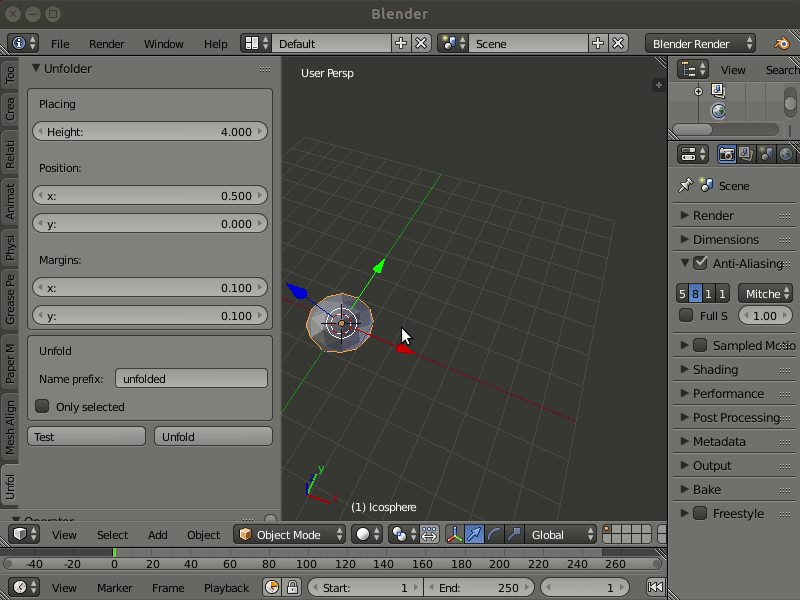 Blender
File Render Window Help Default Scene Blender Render
Unfolder
Placing
Height: 4.000
Position:
x: 0.500
y: 0.000
Margins:
x: 0.100
y: 0.100
Unfold
Name prefix: unfolded
Only selected
Test Unfold
Too
Crea
Relati
Animat
Physi
Grease Pe
Paper M
Mesh Align
Unfol
User Persp
x
y
(1) Icosphere
View Search
Scene
Render
Dimensions
Anti-Aliasing
5 8 1 1 Mitche
Full S 1.00
Sampled Motio
Shading
Performance
Post Processing
Metadata
Output
Bake
Freestyle
View Select Add Object Object Mode Global
-40 -20 0 20 40 60 80 100 120 140 160 180 200 220 240 260
View Marker Frame Playback Start: 1 End: 250 1